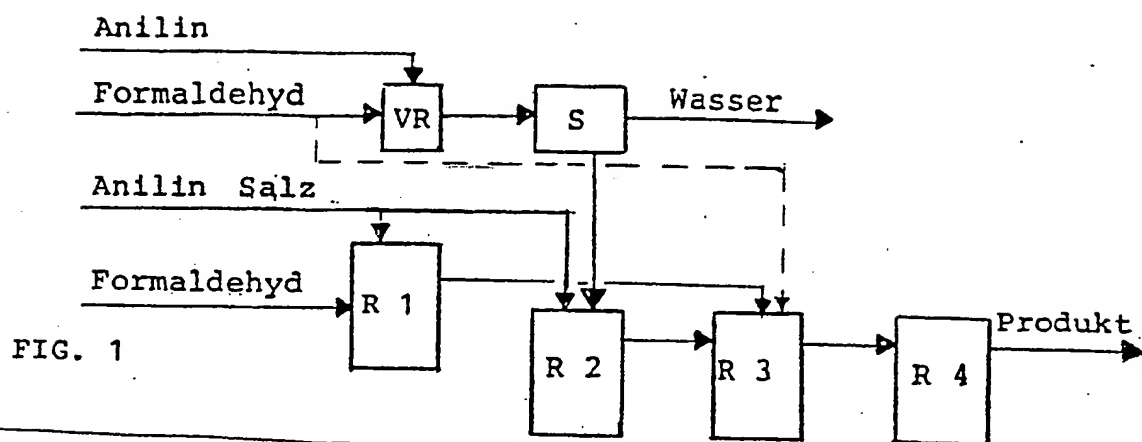 Anilin
Formaldehyd
VR
S
Wasser
Anilin Salz
Formaldehyd
R 1
R 2
R 3
R 4
Produkt
FIG. 1